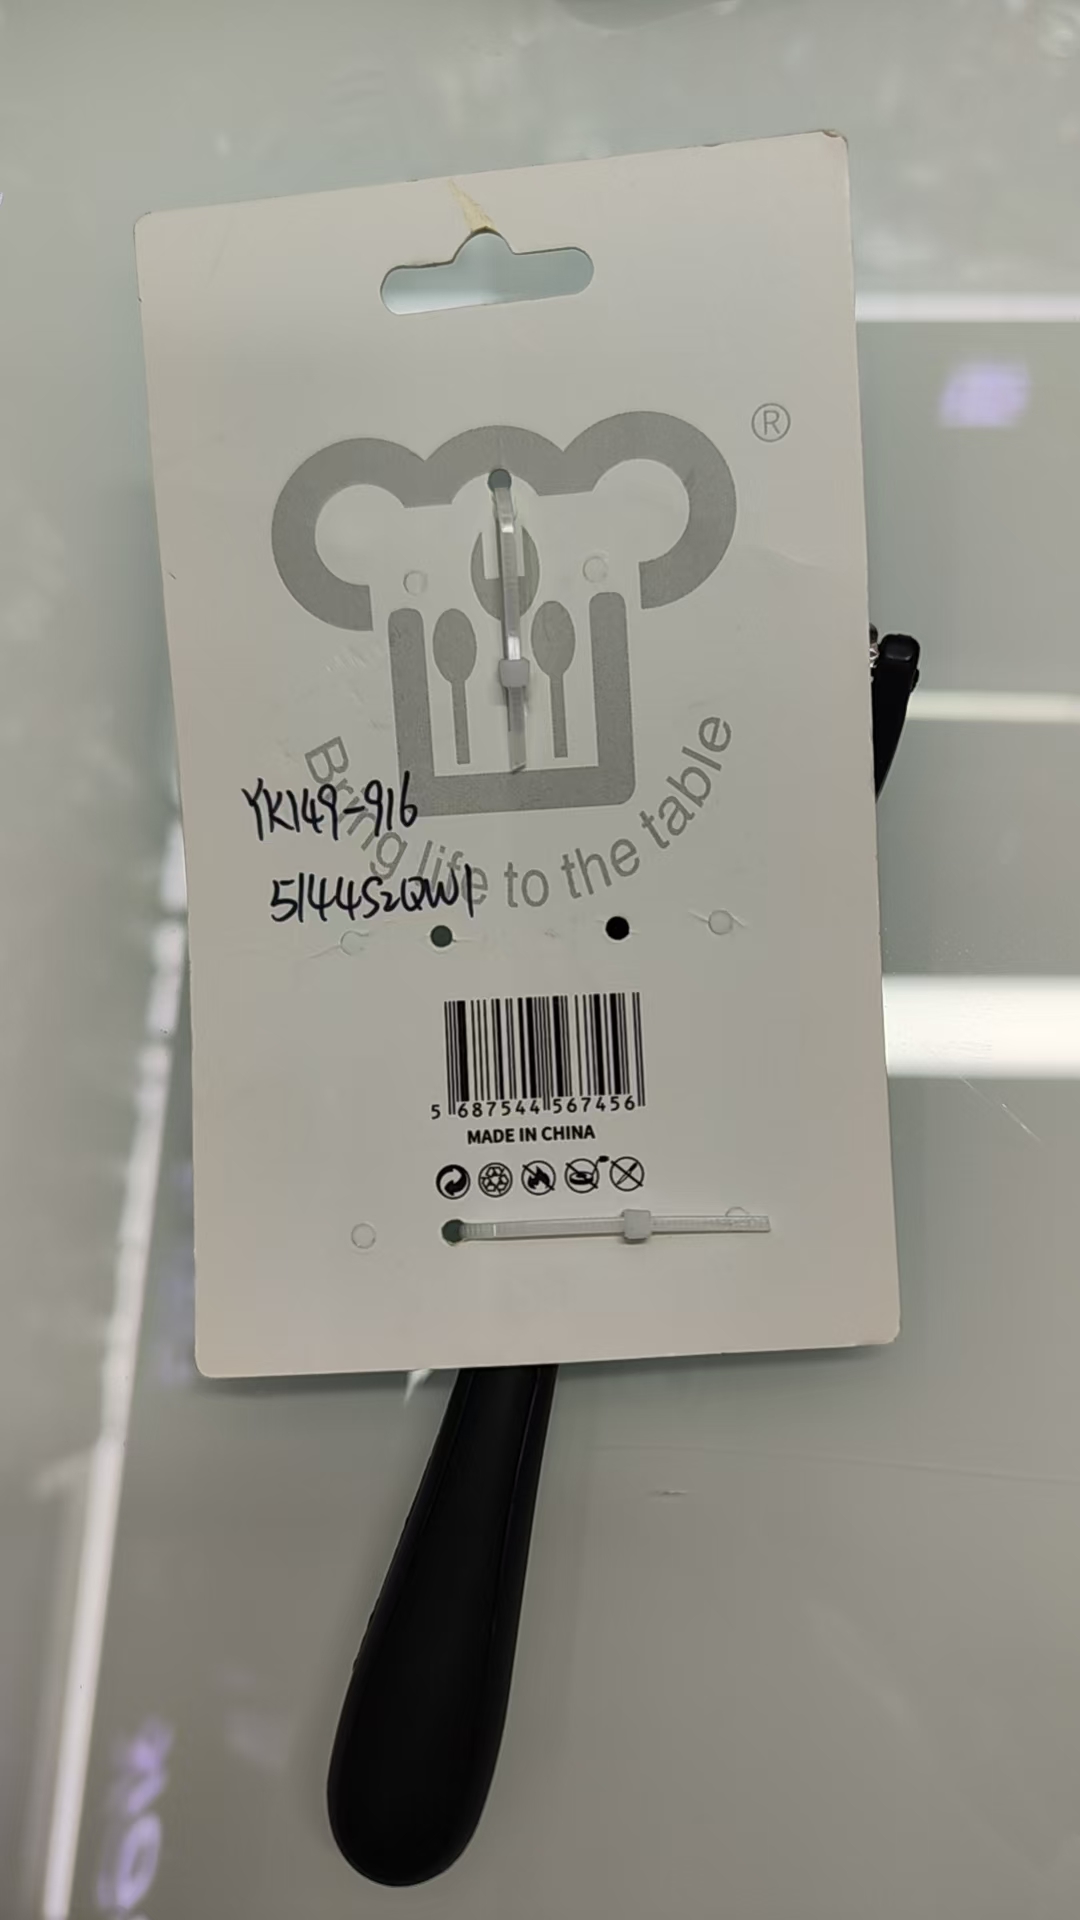 ®
Bring life to the table
YK149-916
5144S2QW1
5 687544 567456
MADE IN CHINA